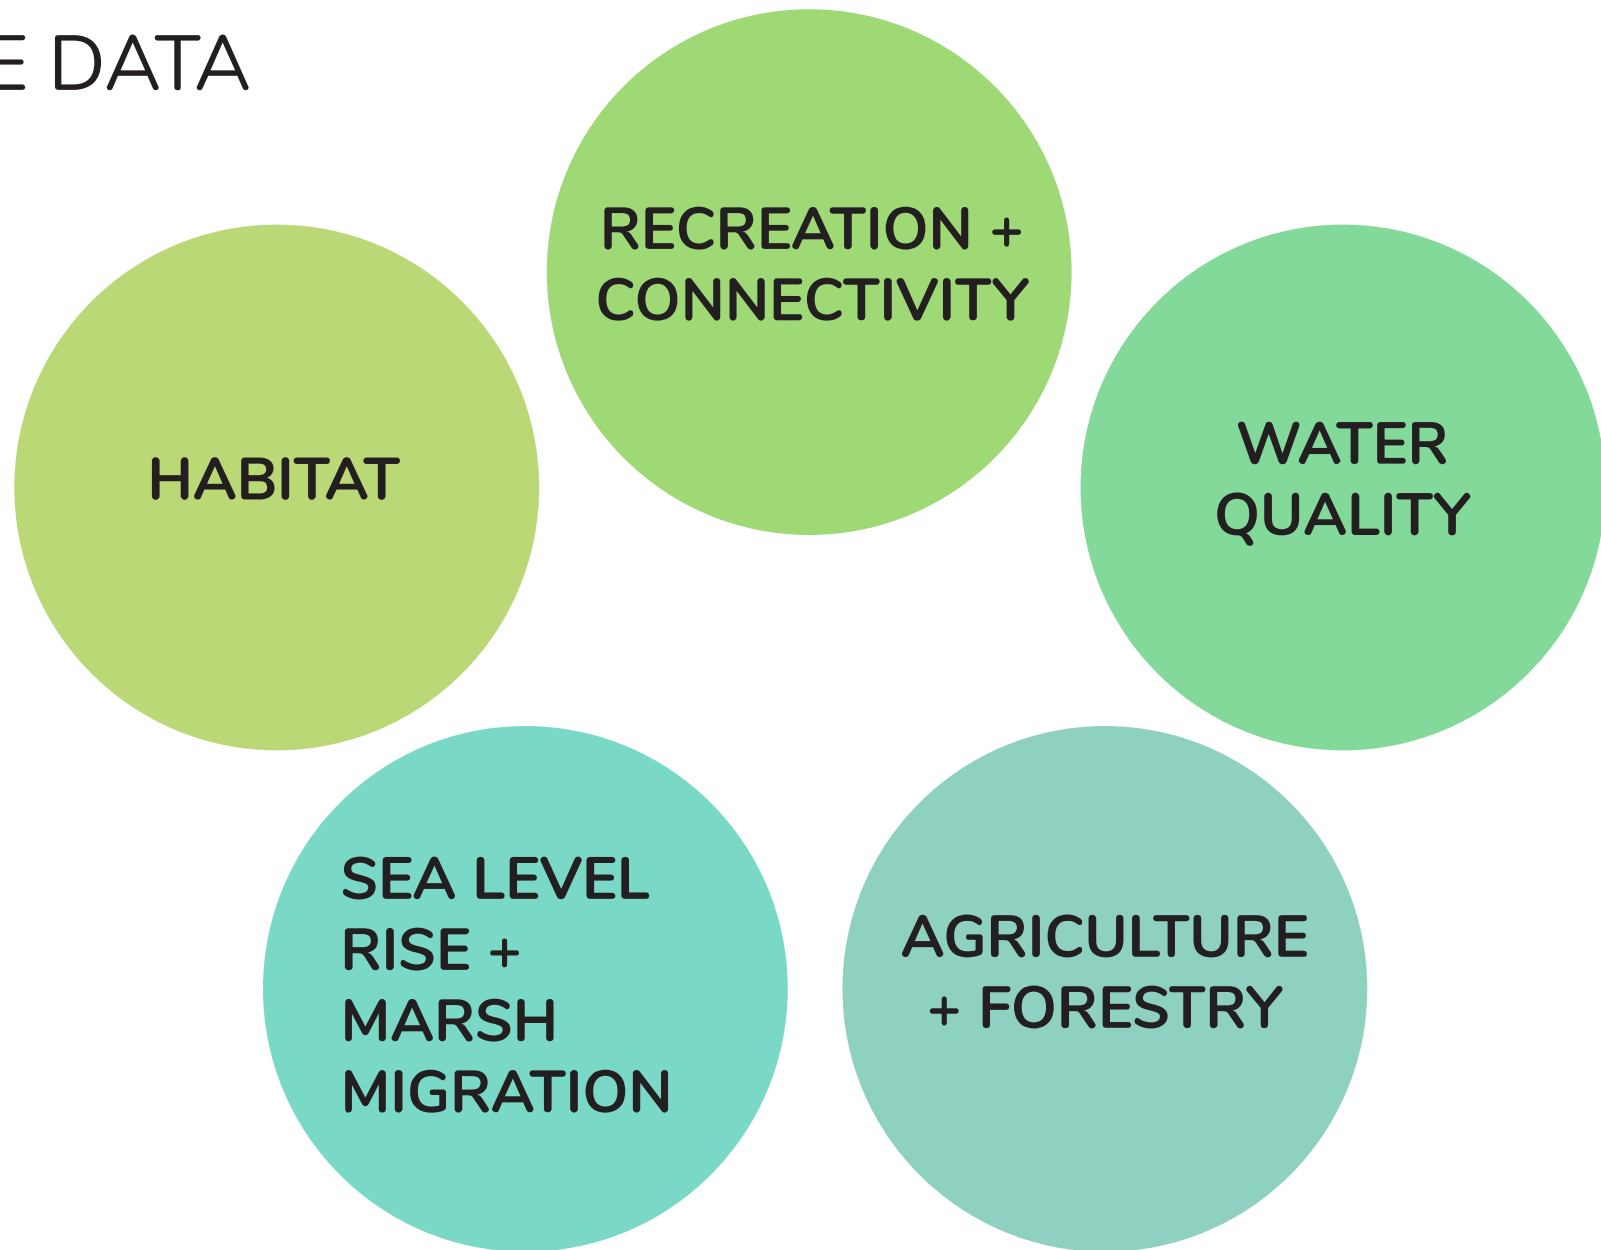 E DATA
RECREATION +
CONNECTIVITY
HABITAT
WATER
QUALITY
SEA LEVEL
RISE +
MARSH
MIGRATION
AGRICULTURE
+ FORESTRY